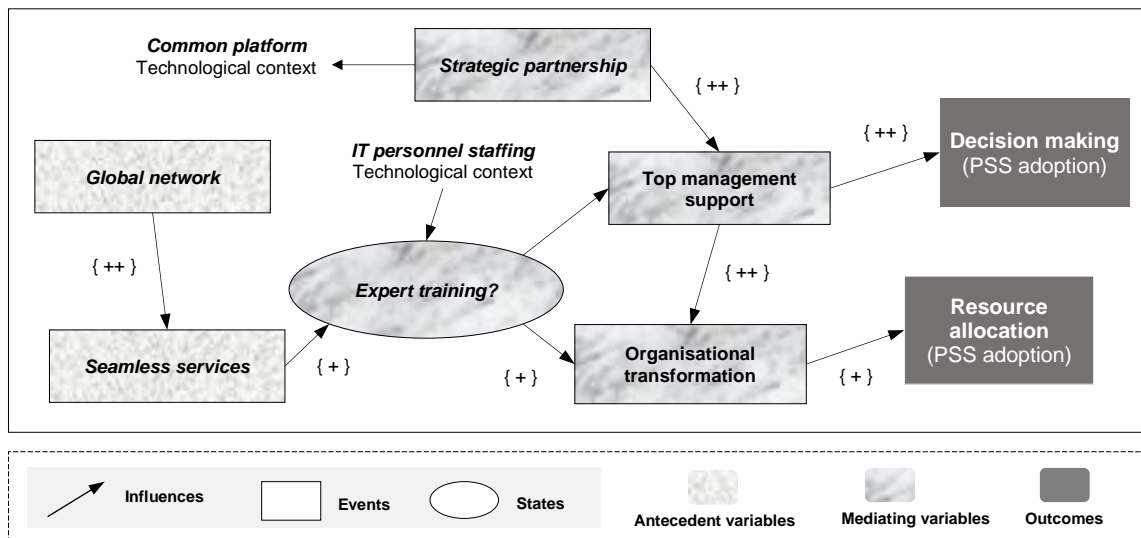 Common platform
Technological context
Strategic partnership
{ ++ }
{ ++ }
Decision making
(PSS adoption)
IT personnel staffing
Technological context
Global network
Top management
support
{ ++ }
{ ++ }
Expert training?
Resource
allocation
(PSS adoption)
Seamless services
{ + }
{ + }
Organisational
transformation
{ + }
Influences
Events
States
Antecedent variables
Mediating variables
Outcomes